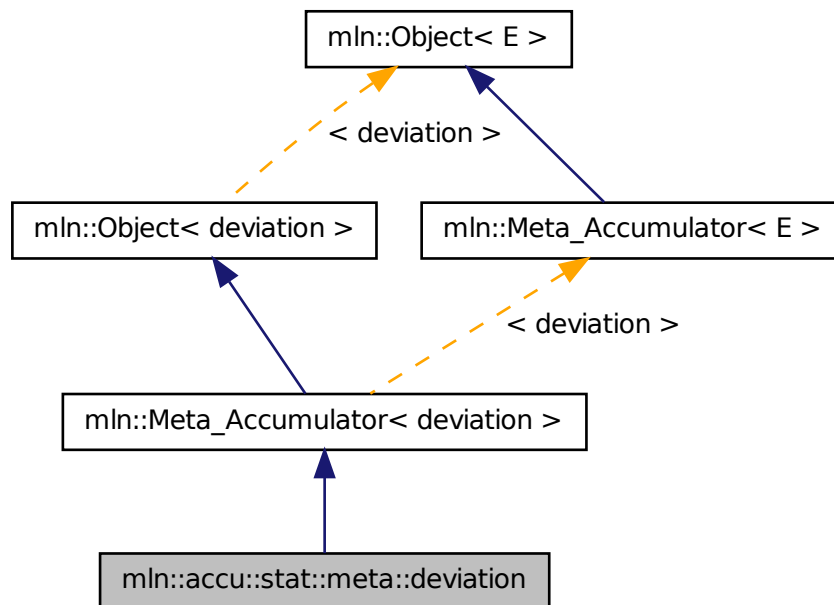 mln::Object< E >
< deviation >
mln::Object< deviation >
mln::Meta_Accumulator< E >
< deviation >
mln::Meta_Accumulator< deviation >
mln::accu::stat::meta::deviation